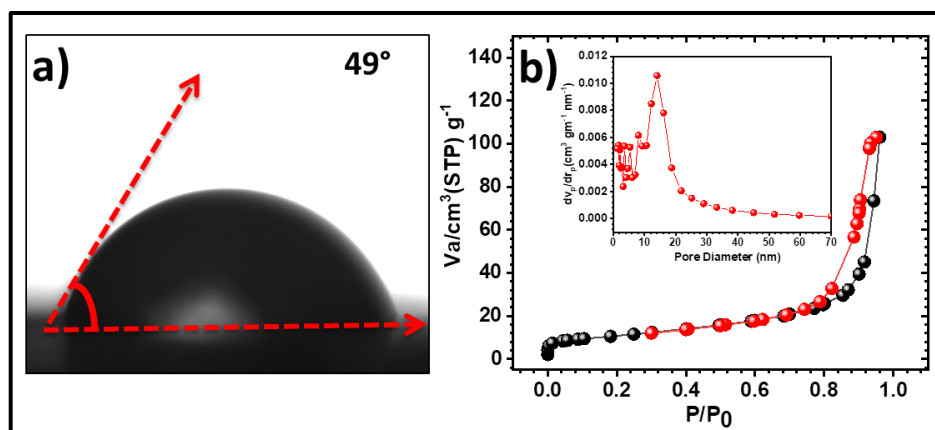 a)
49°
b)
Va/cm³(STP) g⁻¹
140
120
100
80
60
40
20
0
0.0 0.2 0.4 0.6 0.8 1.0
P/P₀
dvₚ/drₚ(cm³ gm⁻¹ nm⁻¹)
0.012
0.010
0.008
0.006
0.004
0.002
0.000
0 10 20 30 40 50 60 70
Pore Diameter (nm)